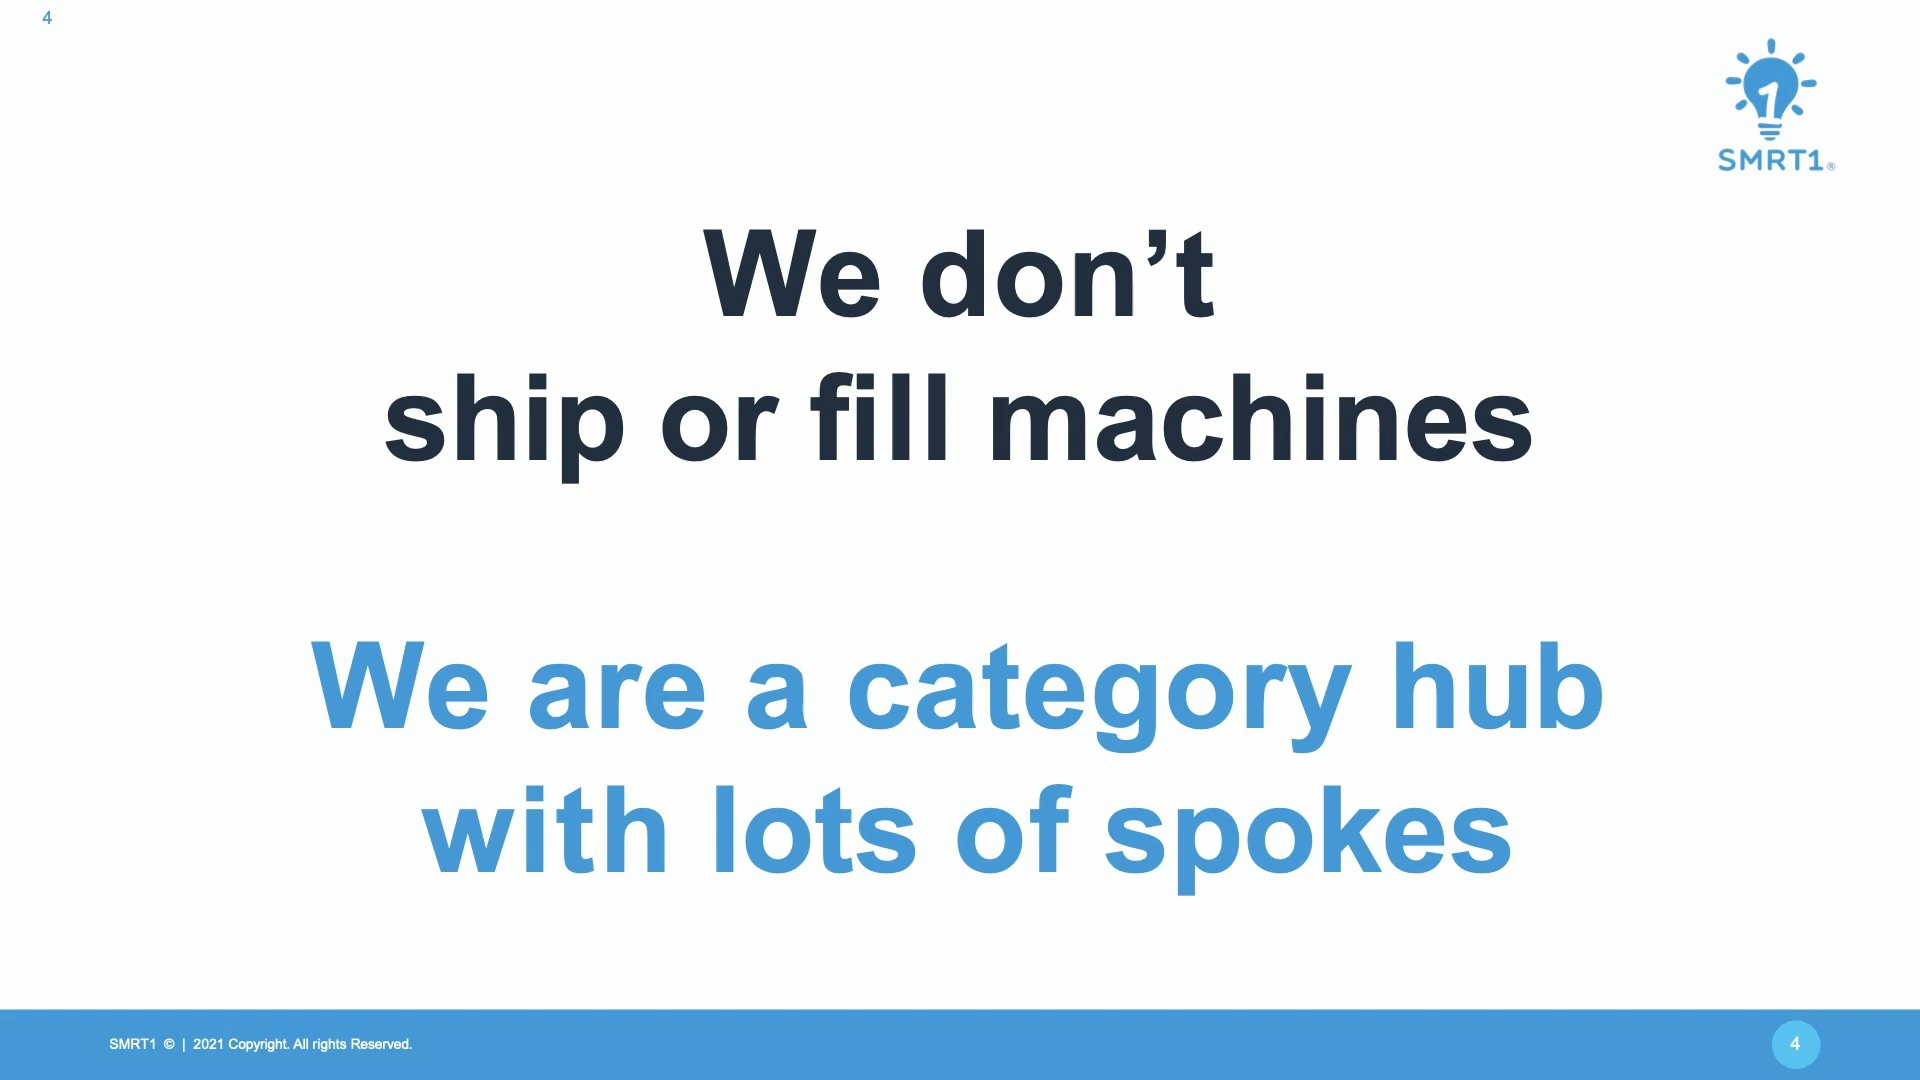 4
1
SMRT1®
We don’t
ship or fill machines
We are a category hub
with lots of spokes
SMRT1 © | 2021 Copyright. All rights Reserved.
4